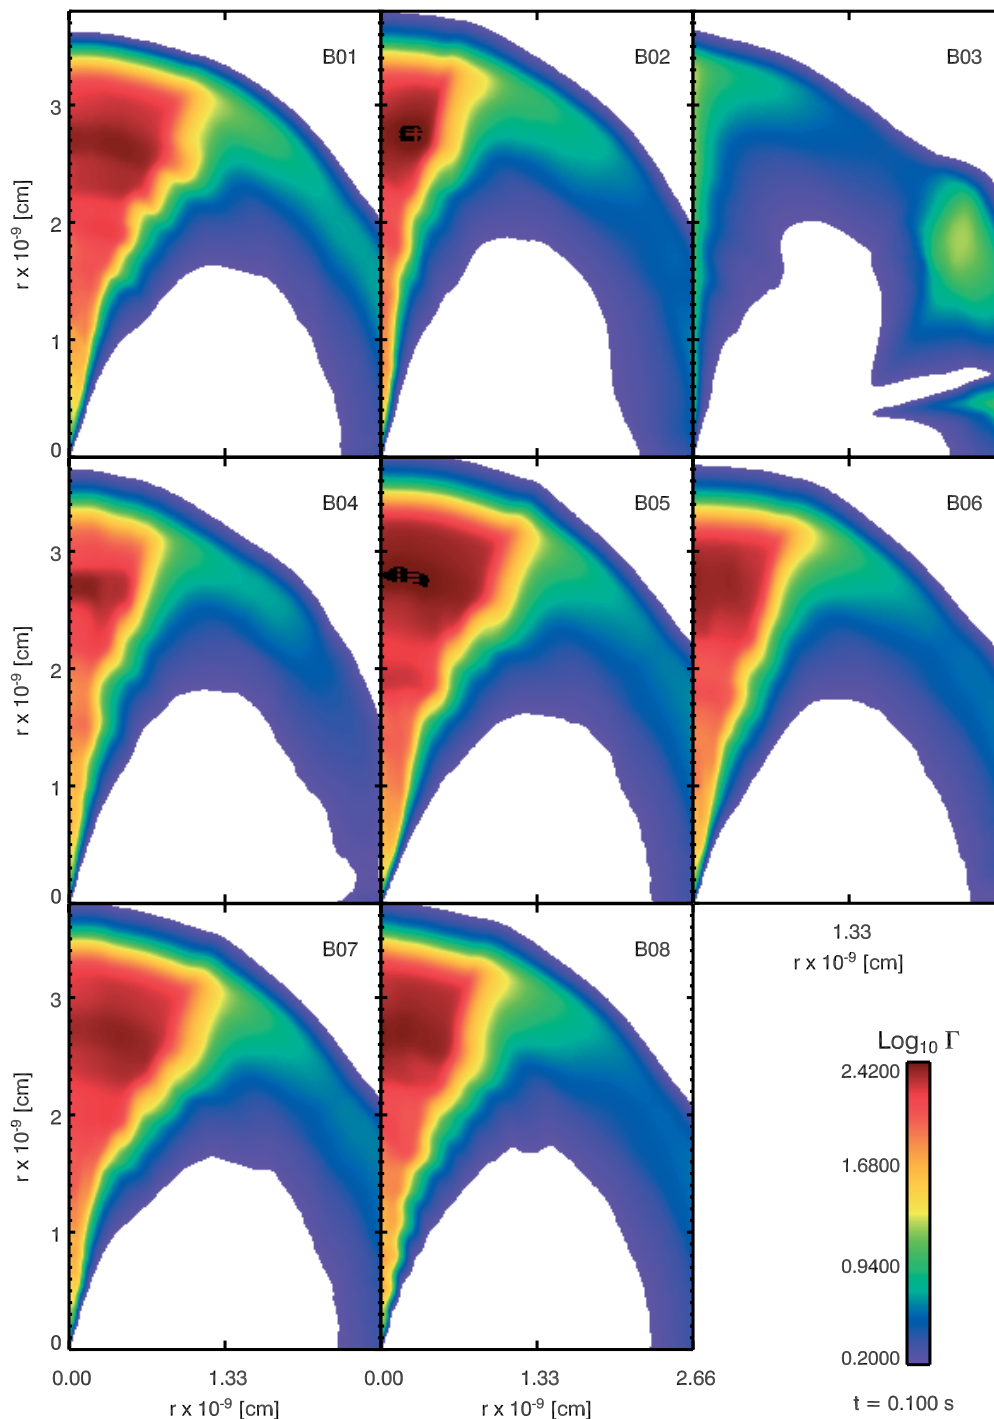 B01
B02
B03
3
2
1
0
r x 10⁻⁹ [cm]
B04
B05
B06
3
2
1
0
r x 10⁻⁹ [cm]
B07
B08
3
2
1
0
r x 10⁻⁹ [cm]
1.33
r x 10⁻⁹ [cm]
Log₁₀ Γ
2.4200
1.6800
0.9400
0.2000
0.00
1.33
0.00
1.33
2.66
r x 10⁻⁹ [cm]
r x 10⁻⁹ [cm]
t = 0.100 s